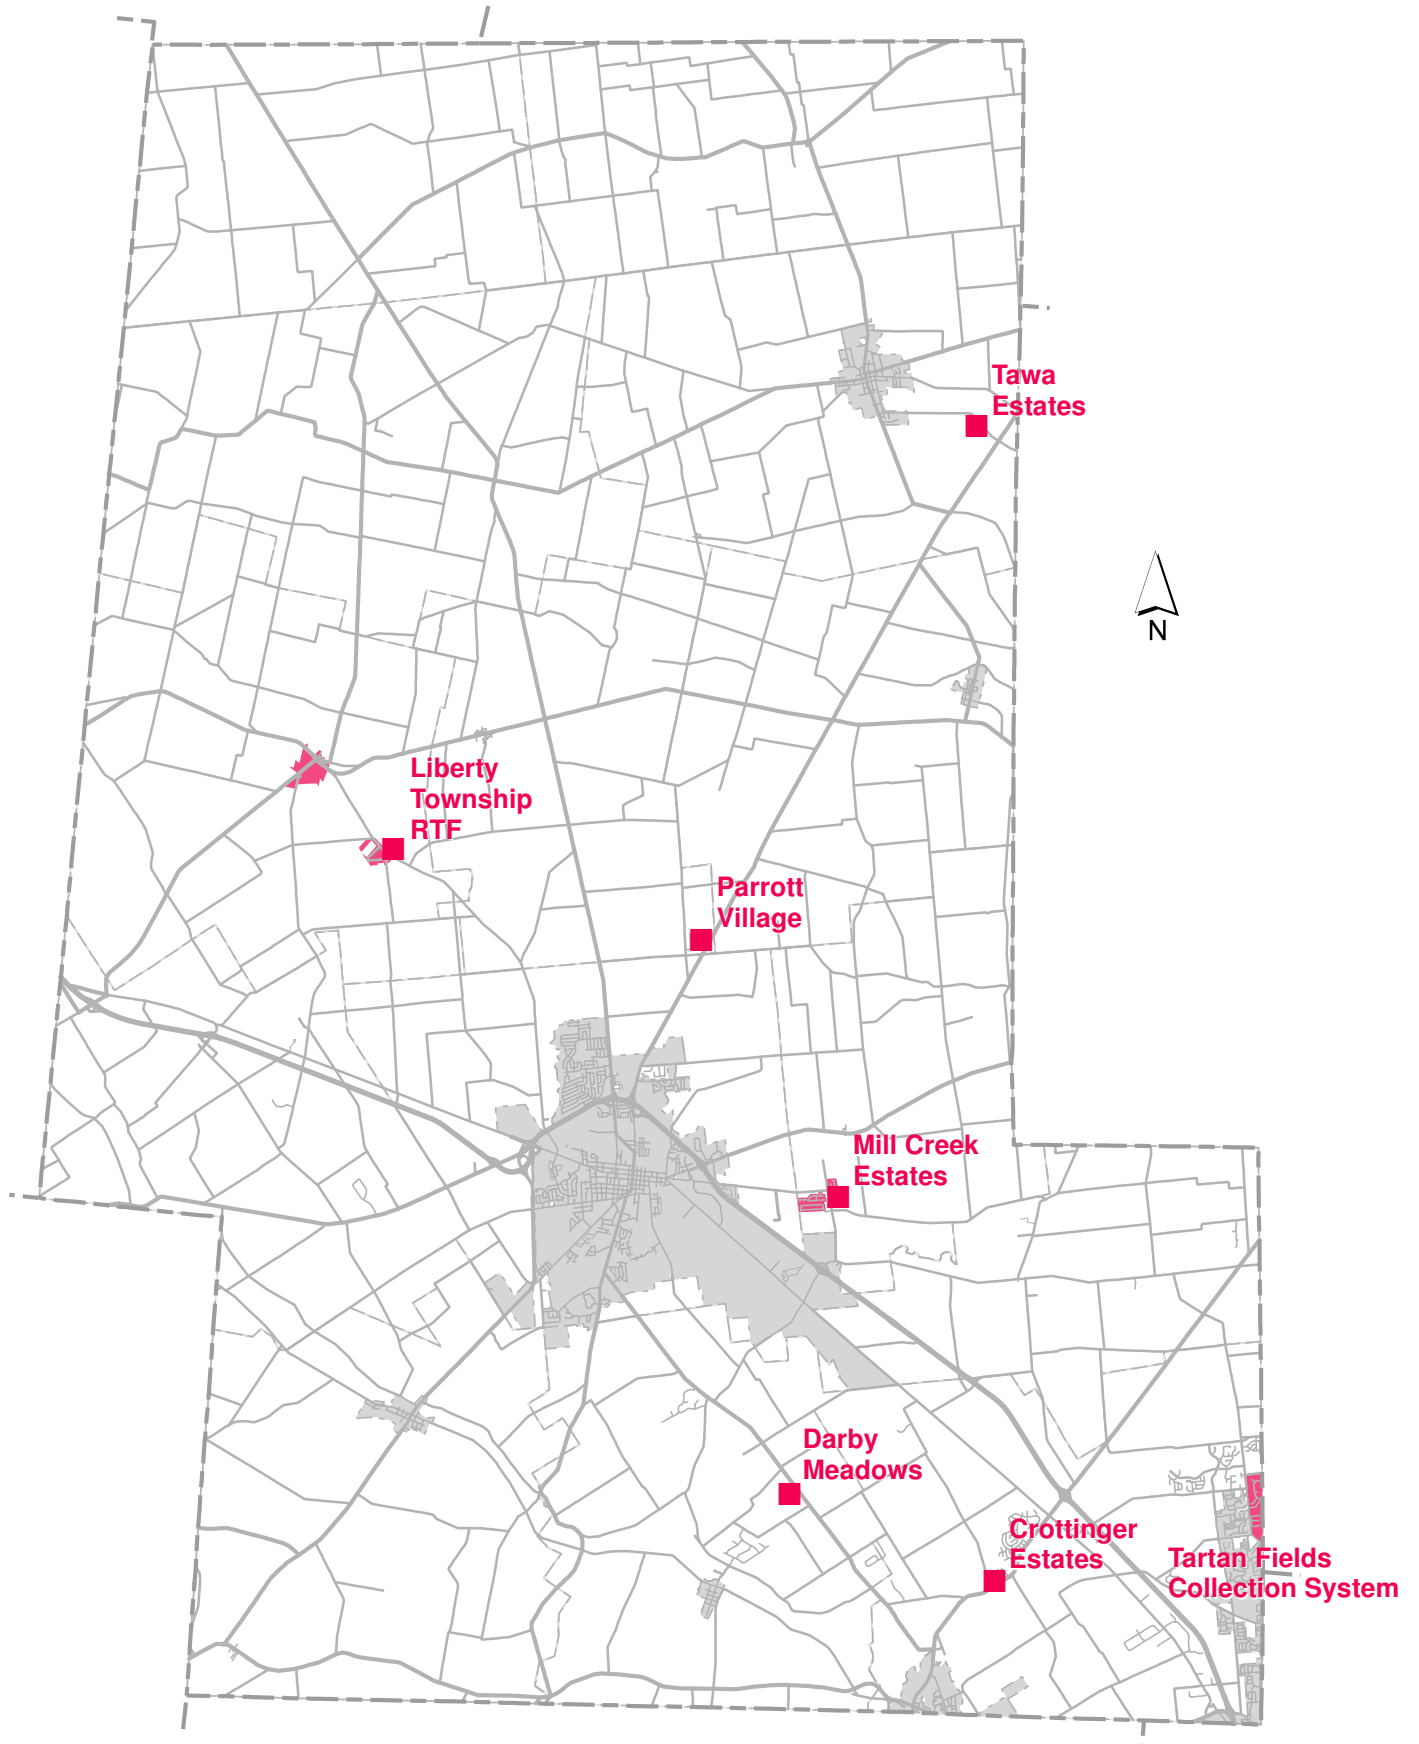 Tawa
Estates
N
Liberty
Township
RTF
Parrott
Village
Mill Creek
Estates
Darby
Meadows
Crottinger
Estates
Tartan Fields
Collection System